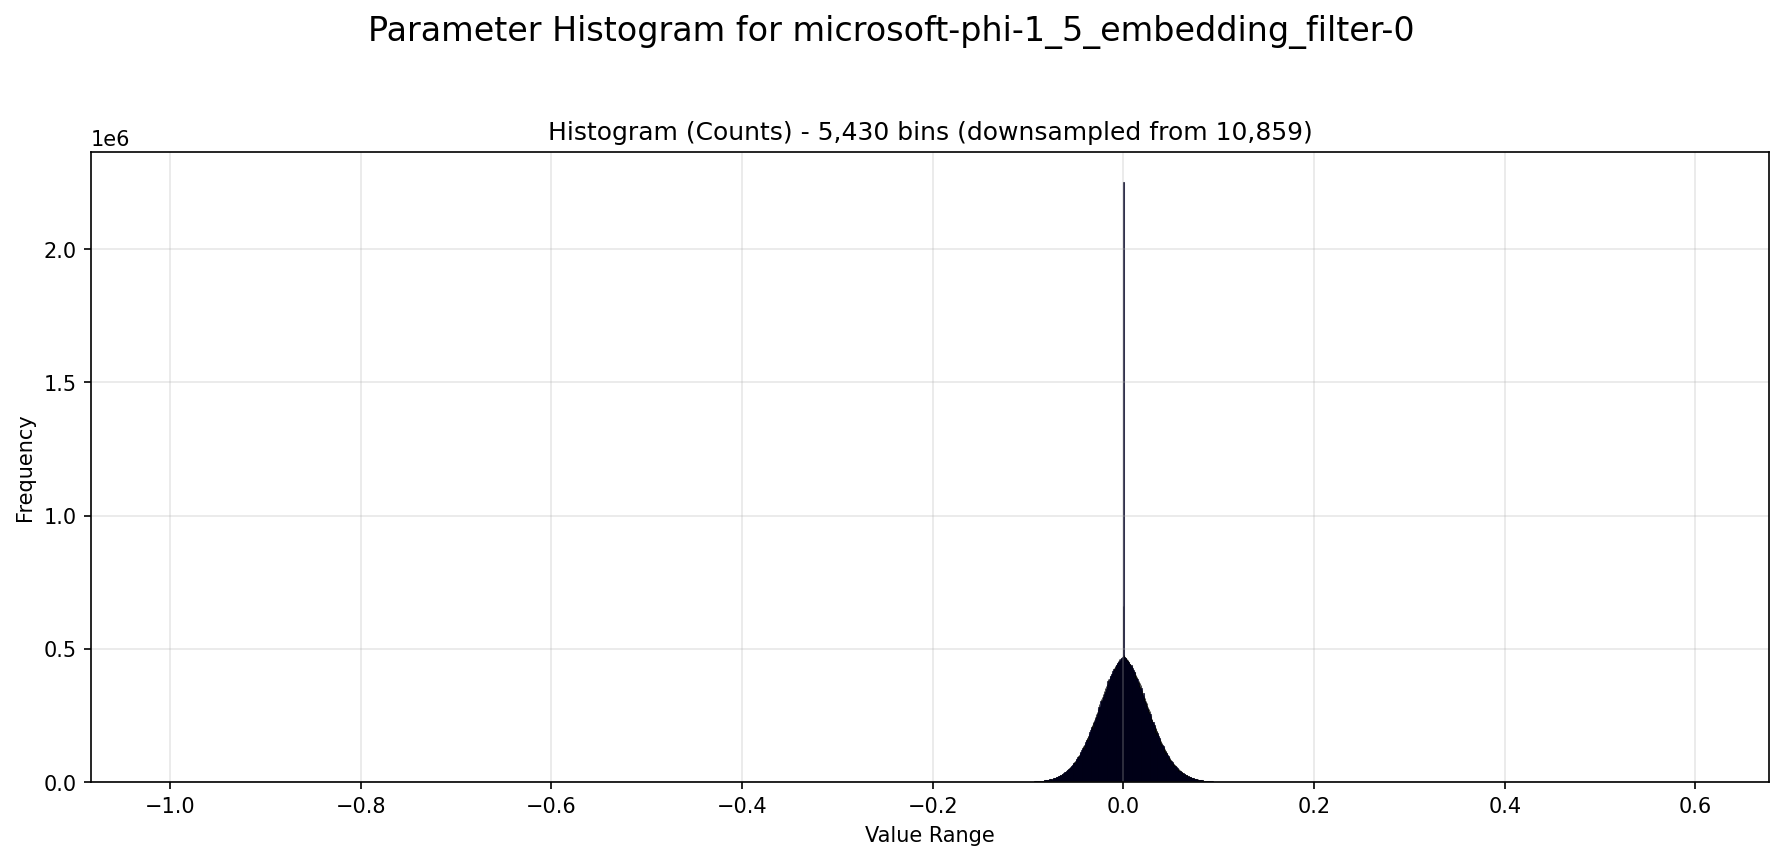 Parameter Histogram for microsoft-phi-1_5_embedding_filter-0
Histogram (Counts) - 5,430 bins (downsampled from 10,859)
1e6
2.0
1.5
1.0
0.5
0.0
Frequency
−1.0 −0.8 −0.6 −0.4 −0.2 0.0 0.2 0.4 0.6
Value Range